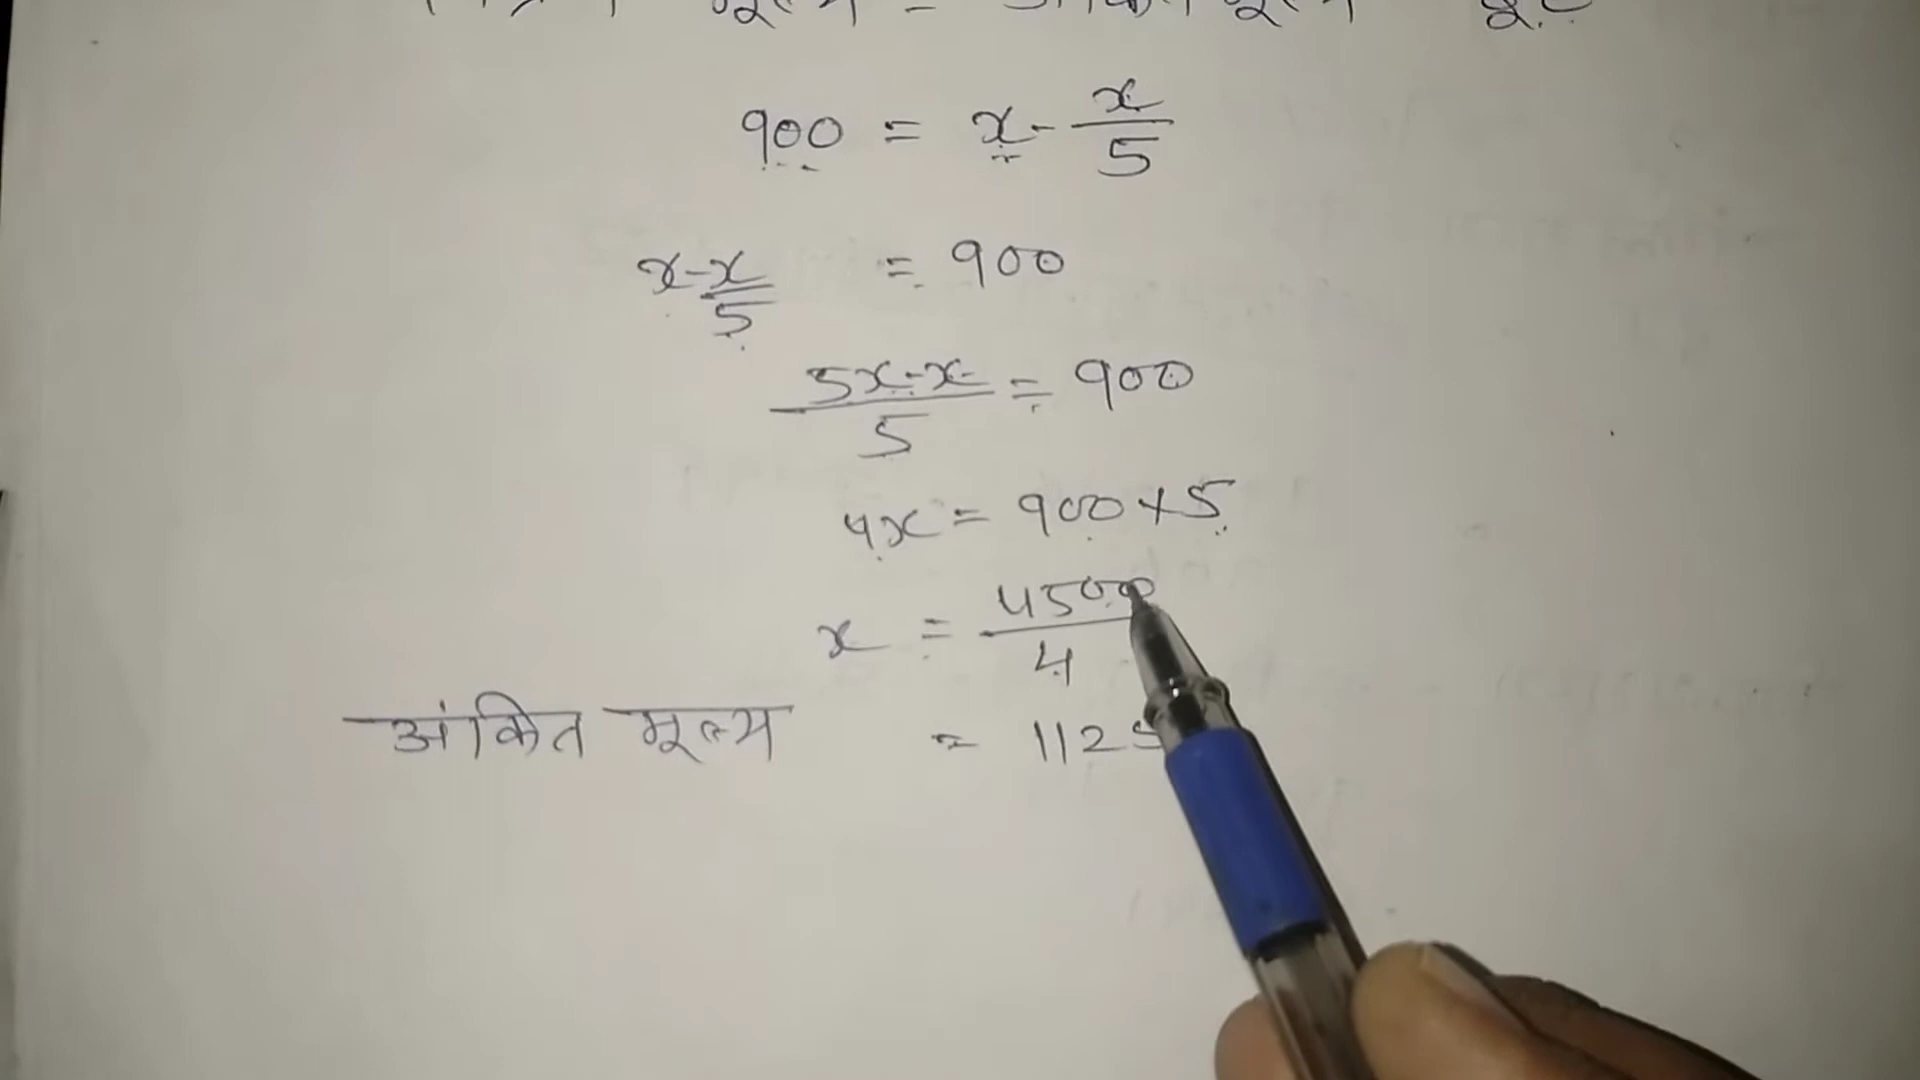 मूल्य = अंकित मूल्य - छूट
900 = x - x/5
x - x/5 = 900
5x - x/5 = 900
4x = 900 × 5
x = 4500/4
अंकित मूल्य = 1125